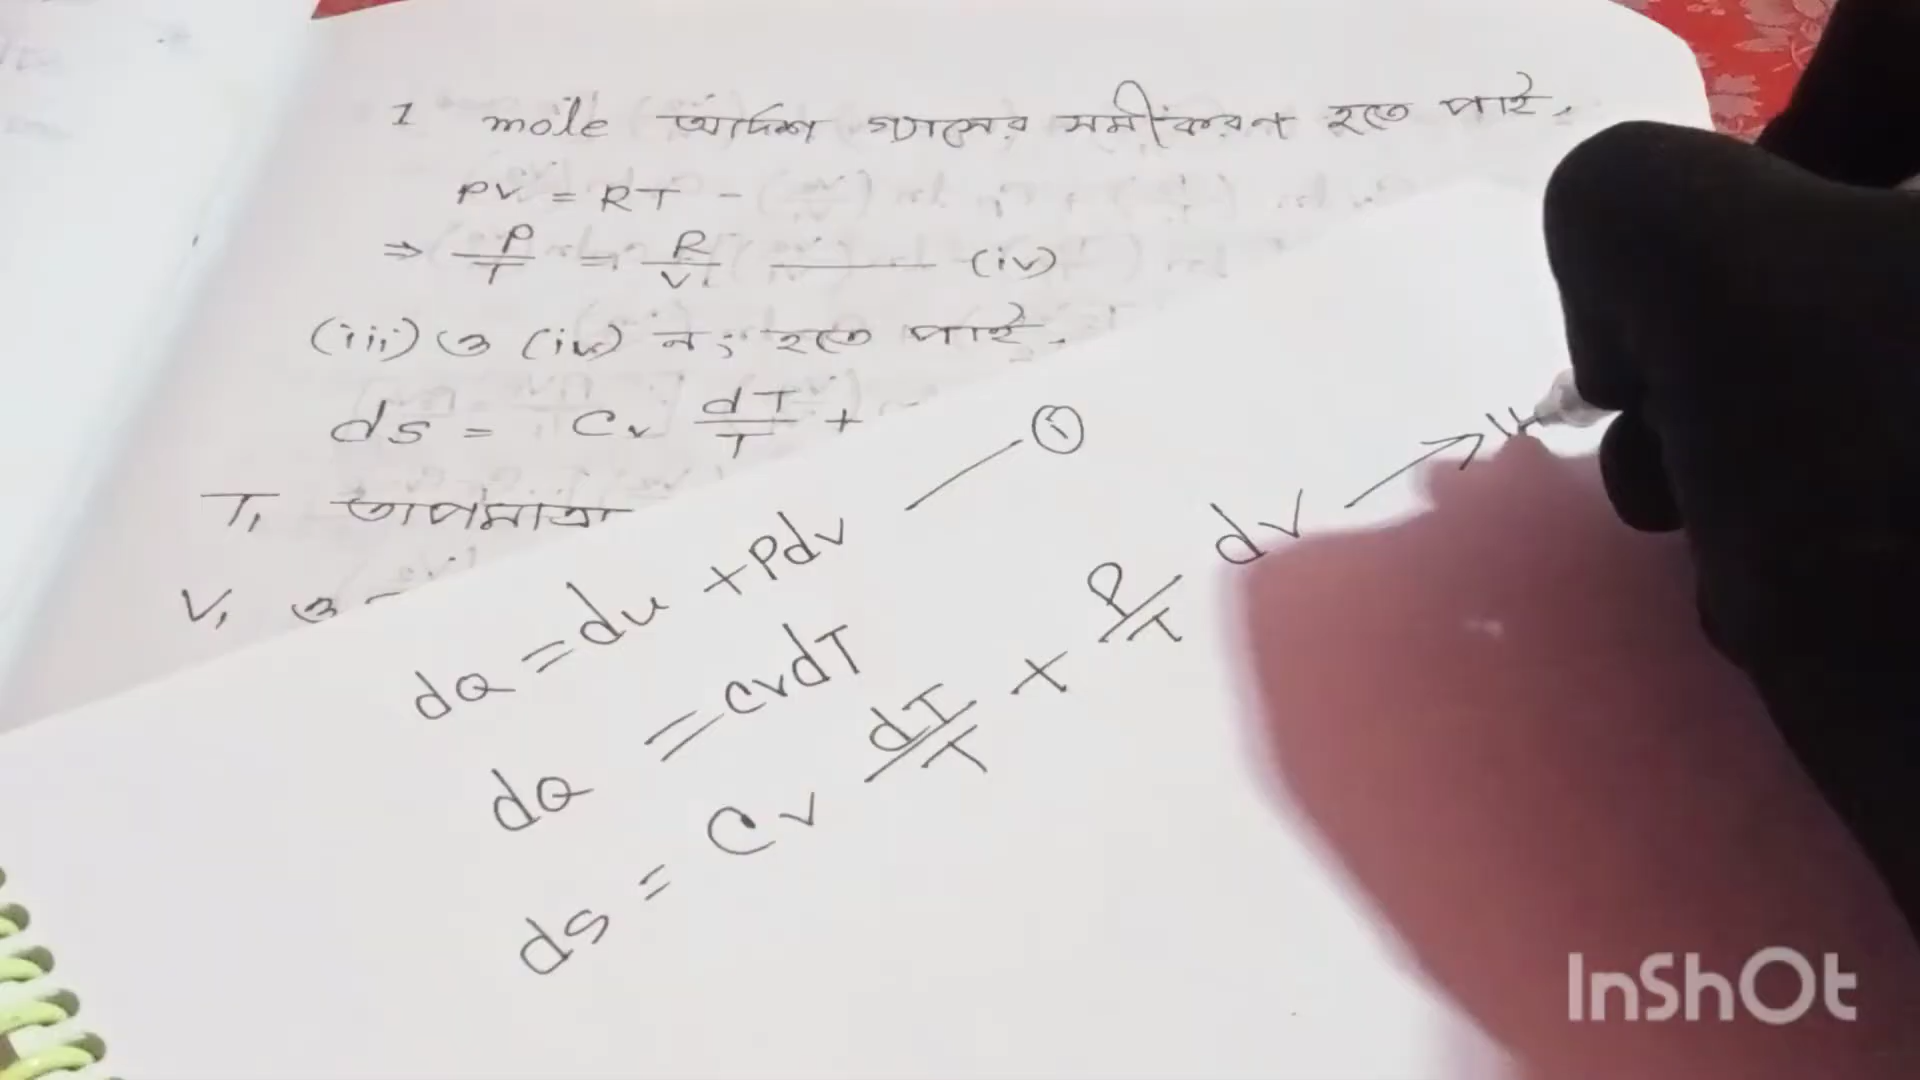 1 mole আদর্শ গ্যাসের সমীকরণ হতে পাই,
PV = RT -
⇒ P/T = R/V ——— (iv)
(iii) ও (iv) নং হতে পাই,
ds = Cv dT/T +
T₁ তাপমাত্রা
V₁ ও
dQ = du + Pdv —— ①
dQ = CvdT
ds = Cv dT/T + P/T dv →
InShOt